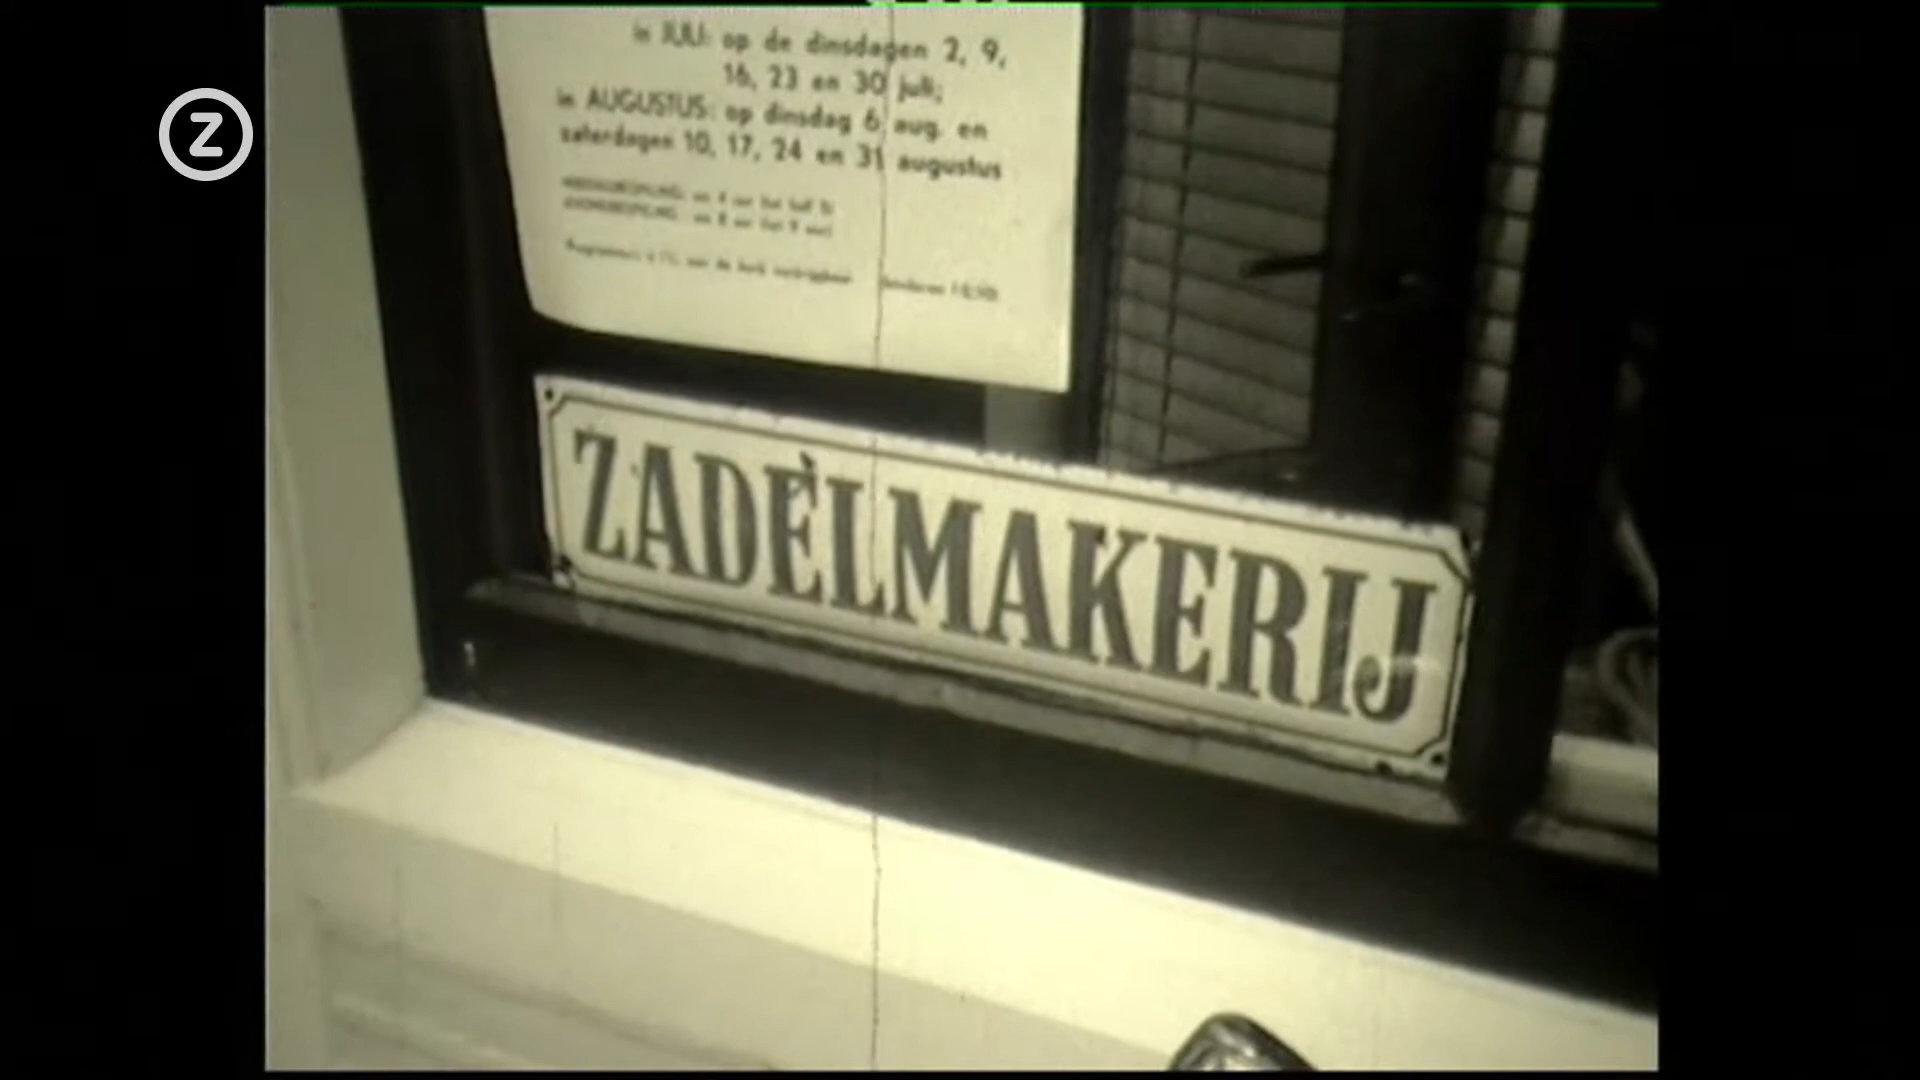 Z
in JULI: op de dinsdagen 2, 9,
16, 23 en 30 juli;
in AUGUSTUS: op dinsdag 6 aug. en
zaterdagen 10, 17, 24 en 31 augustus
ZADELMAKERIJ